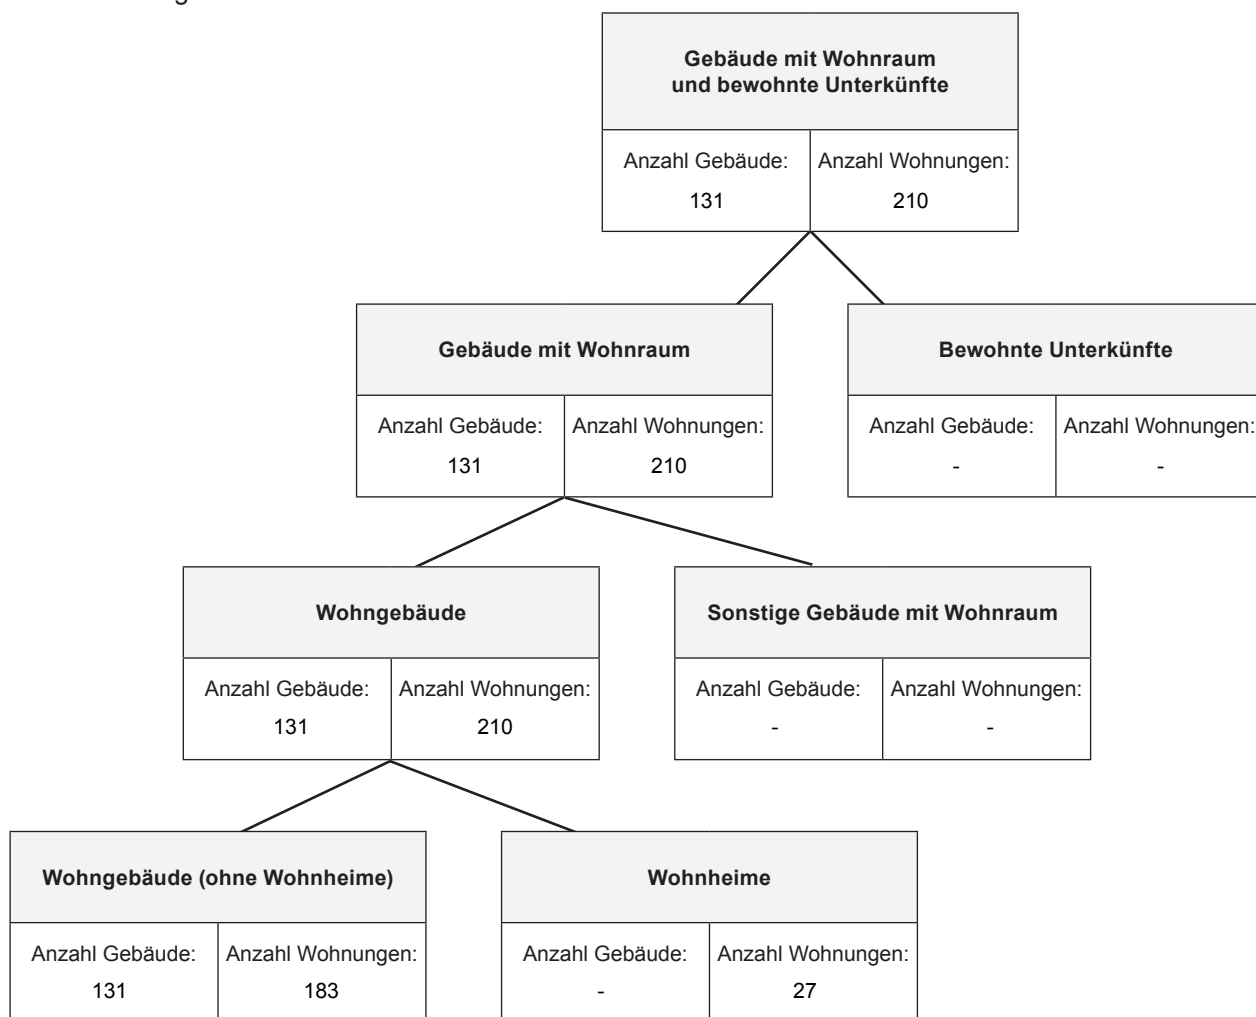 Gebäude mit Wohnraum
und bewohnte Unterkünfte
Anzahl Gebäude: Anzahl Wohnungen:
131 210
Gebäude mit Wohnraum
Anzahl Gebäude: Anzahl Wohnungen:
131 210
Bewohnte Unterkünfte
Anzahl Gebäude: Anzahl Wohnungen:
- -
Wohngebäude
Anzahl Gebäude: Anzahl Wohnungen:
131 210
Sonstige Gebäude mit Wohnraum
Anzahl Gebäude: Anzahl Wohnungen:
- -
Wohngebäude (ohne Wohnheime)
Anzahl Gebäude: Anzahl Wohnungen:
131 183
Wohnheime
Anzahl Gebäude: Anzahl Wohnungen:
- 27